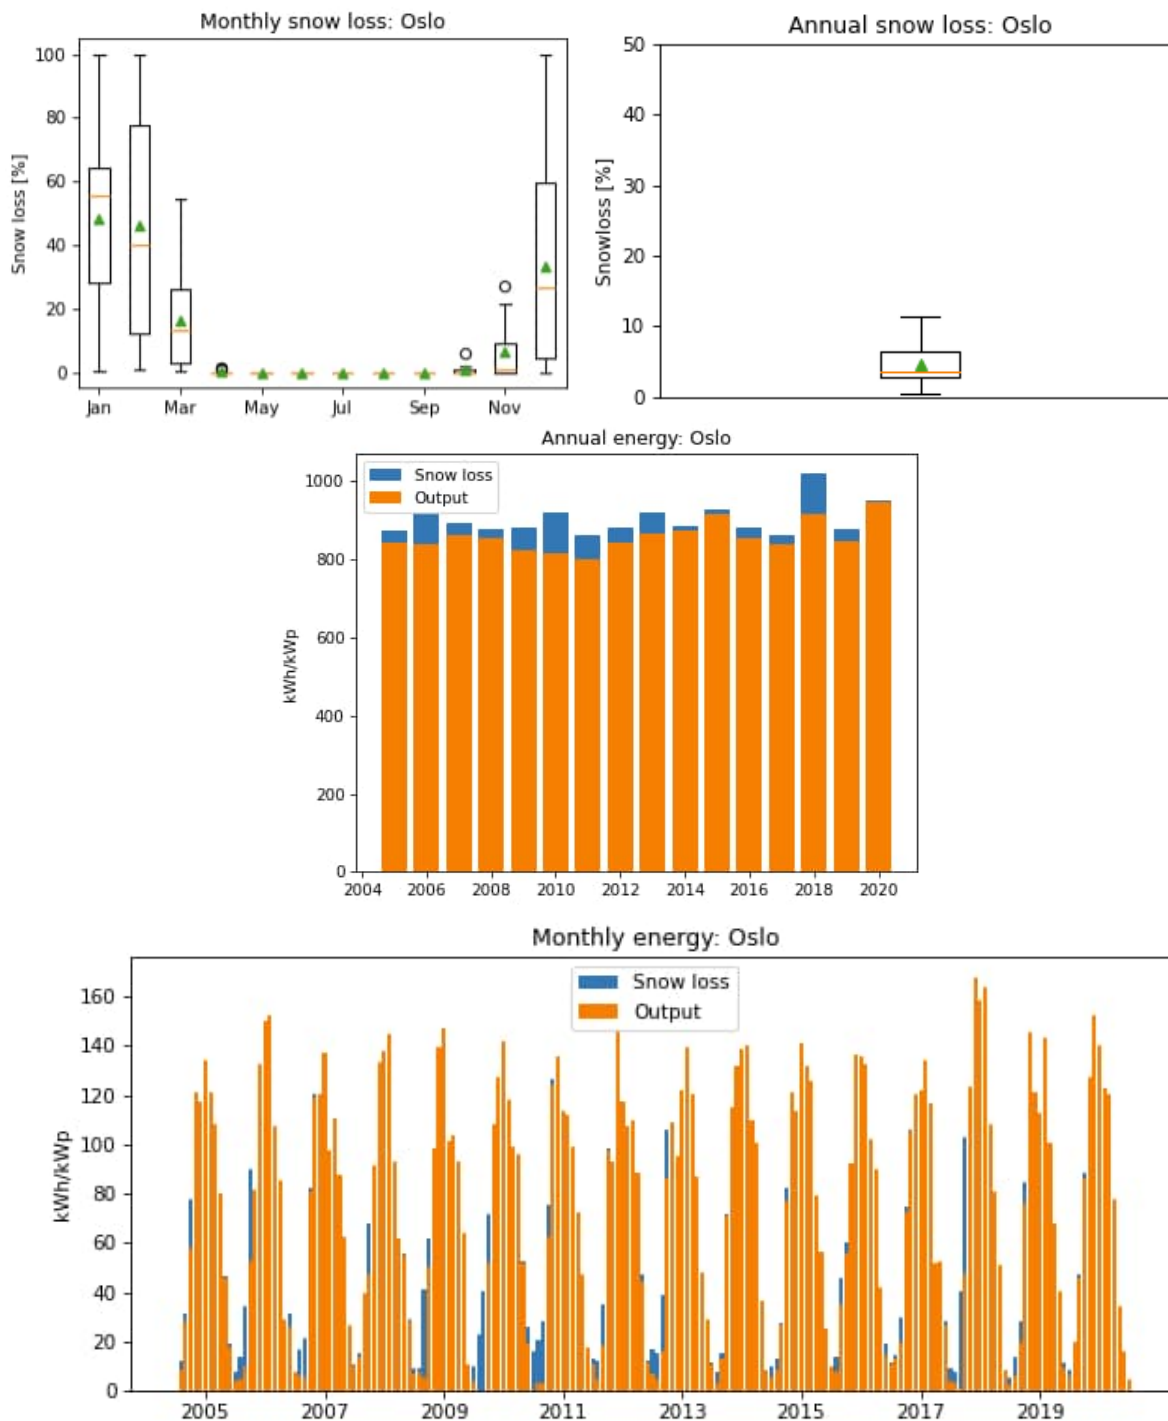 Monthly snow loss: Oslo
Snow loss [%]
100
80
60
40
20
0
Jan Mar May Jul Sep Nov
Annual snow loss: Oslo
Snowloss [%]
50
40
30
20
10
0
Annual energy: Oslo
Snow loss
Output
kWh/kWp
1000
800
600
400
200
0
2004 2006 2008 2010 2012 2014 2016 2018 2020
Monthly energy: Oslo
Snow loss
Output
kWh/kWp
160
140
120
100
80
60
40
20
0
2005 2007 2009 2011 2013 2015 2017 2019